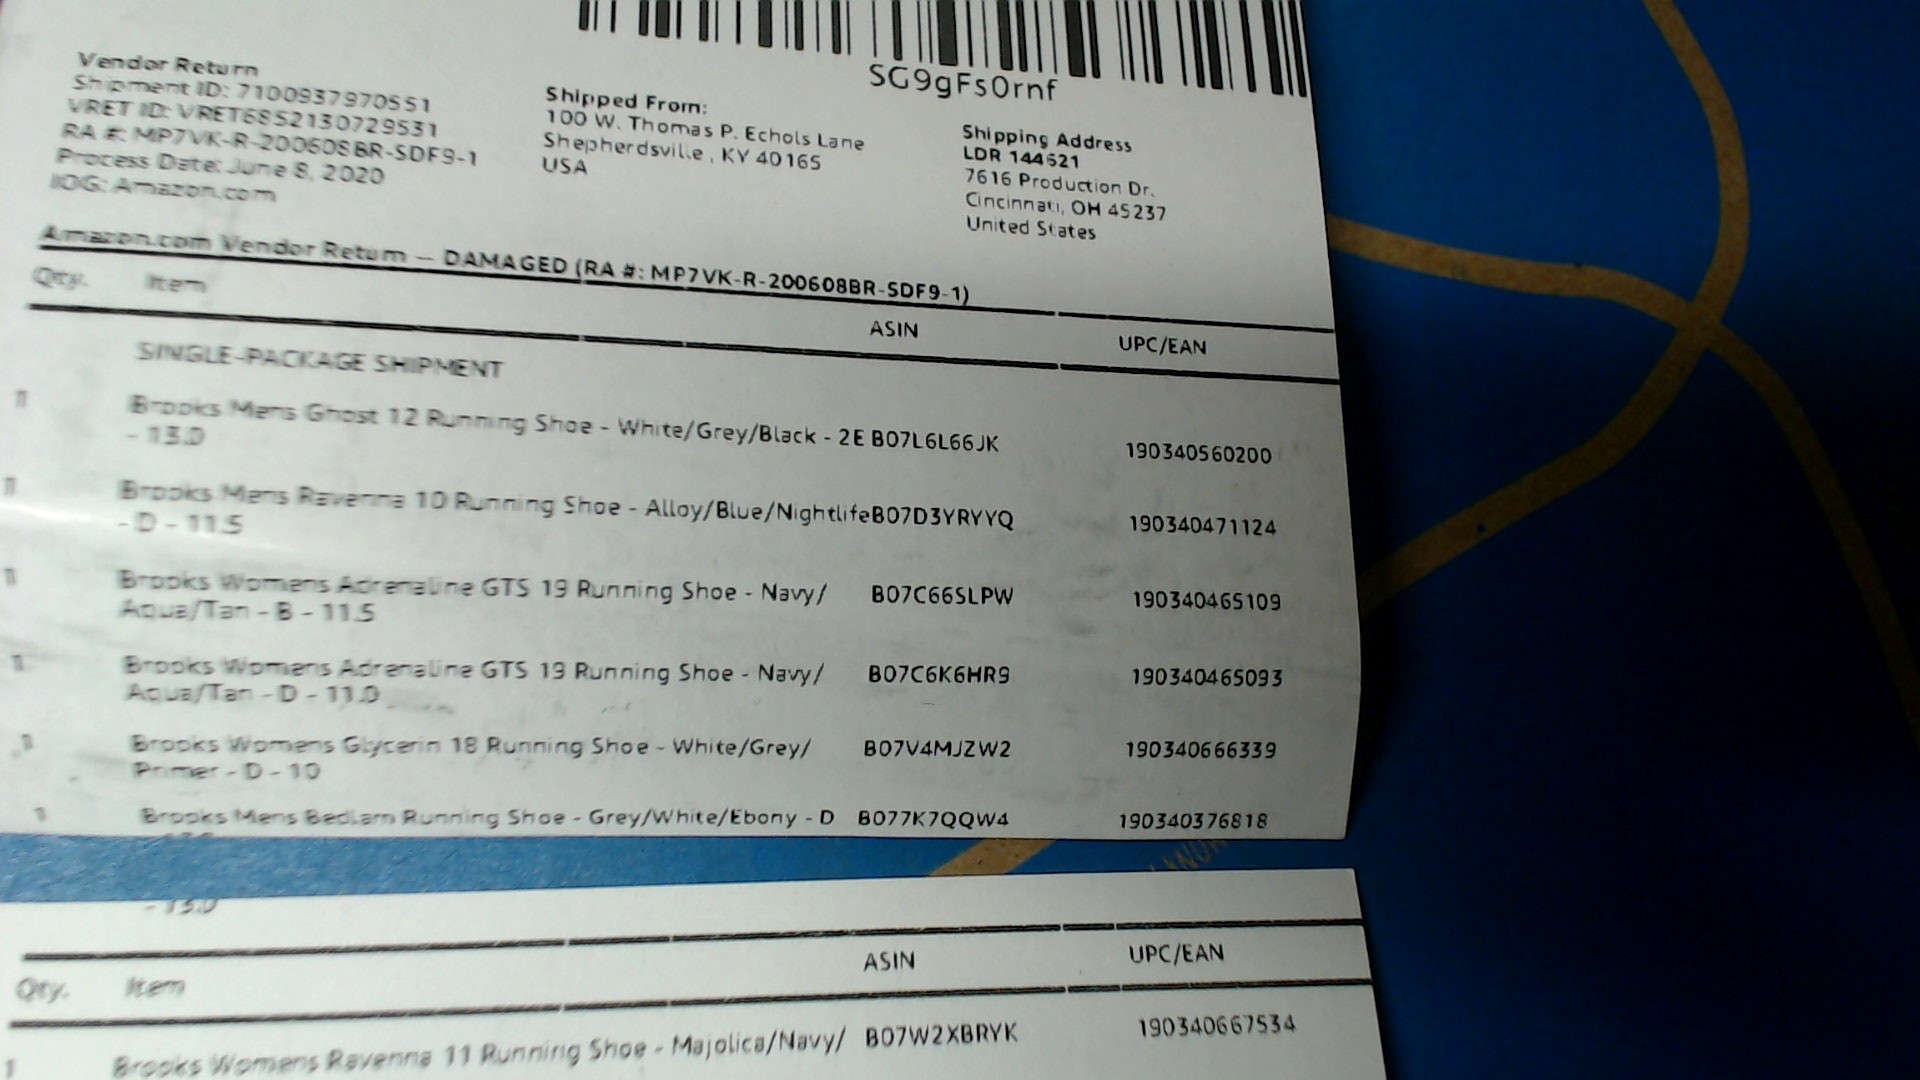 SG9gFs0rnf
Vendor Return
Shipment ID: 7100937970551
VRET ID: VRET6852130729531
RA #: MP7VK-R-200608BR-SDF9-1
Process Date: June 8, 2020
IOG: Amazon.com
Shipped From:
100 W. Thomas P. Echols Lane
Shepherdsville , KY 40165
USA
Shipping Address
LDR 144621
7616 Production Dr.
Cincinnati, OH 45237
United States
Amazon.com Vendor Return — DAMAGED (RA #: MP7VK-R-200608BR-SDF9-1)
Qty. Item ASIN UPC/EAN
SINGLE-PACKAGE SHIPMENT
1 Brooks Mens Ghost 12 Running Shoe - White/Grey/Black - 2E B07L6L66JK 190340560200
- 13.0
1 Brooks Mens Ravenna 10 Running Shoe - Alloy/Blue/Nightlife B07D3YRYYQ 190340471124
- D - 11.5
1 Brooks Womens Adrenaline GTS 19 Running Shoe - Navy/ B07C66SLPW 190340465109
Aqua/Tan - B - 11.5
1 Brooks Womens Adrenaline GTS 19 Running Shoe - Navy/ B07C6K6HR9 190340465093
Aqua/Tan - D - 11.0
1 Brooks Womens Glycerin 18 Running Shoe - White/Grey/ B07V4MJZW2 190340666339
Primer - D - 10
1 Brooks Mens Bedlam Running Shoe - Grey/White/Ebony - D B077K7QQW4 190340376818
- 13.0
Qty. Item ASIN UPC/EAN
1 Brooks Womens Ravenna 11 Running Shoe - Majolica/Navy/ B07W2XBRYK 190340667534